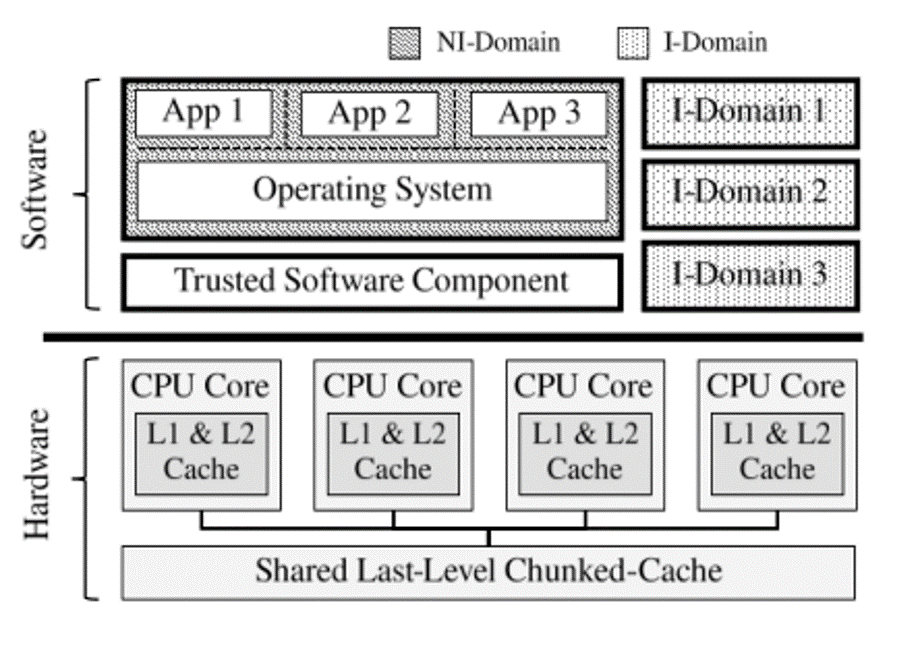 NI-Domain
I-Domain
Software
App 1
App 2
App 3
I-Domain 1
Operating System
I-Domain 2
Trusted Software Component
I-Domain 3
Hardware
CPU Core
CPU Core
CPU Core
CPU Core
L1 & L2
Cache
L1 & L2
Cache
L1 & L2
Cache
L1 & L2
Cache
Shared Last-Level Chunked-Cache